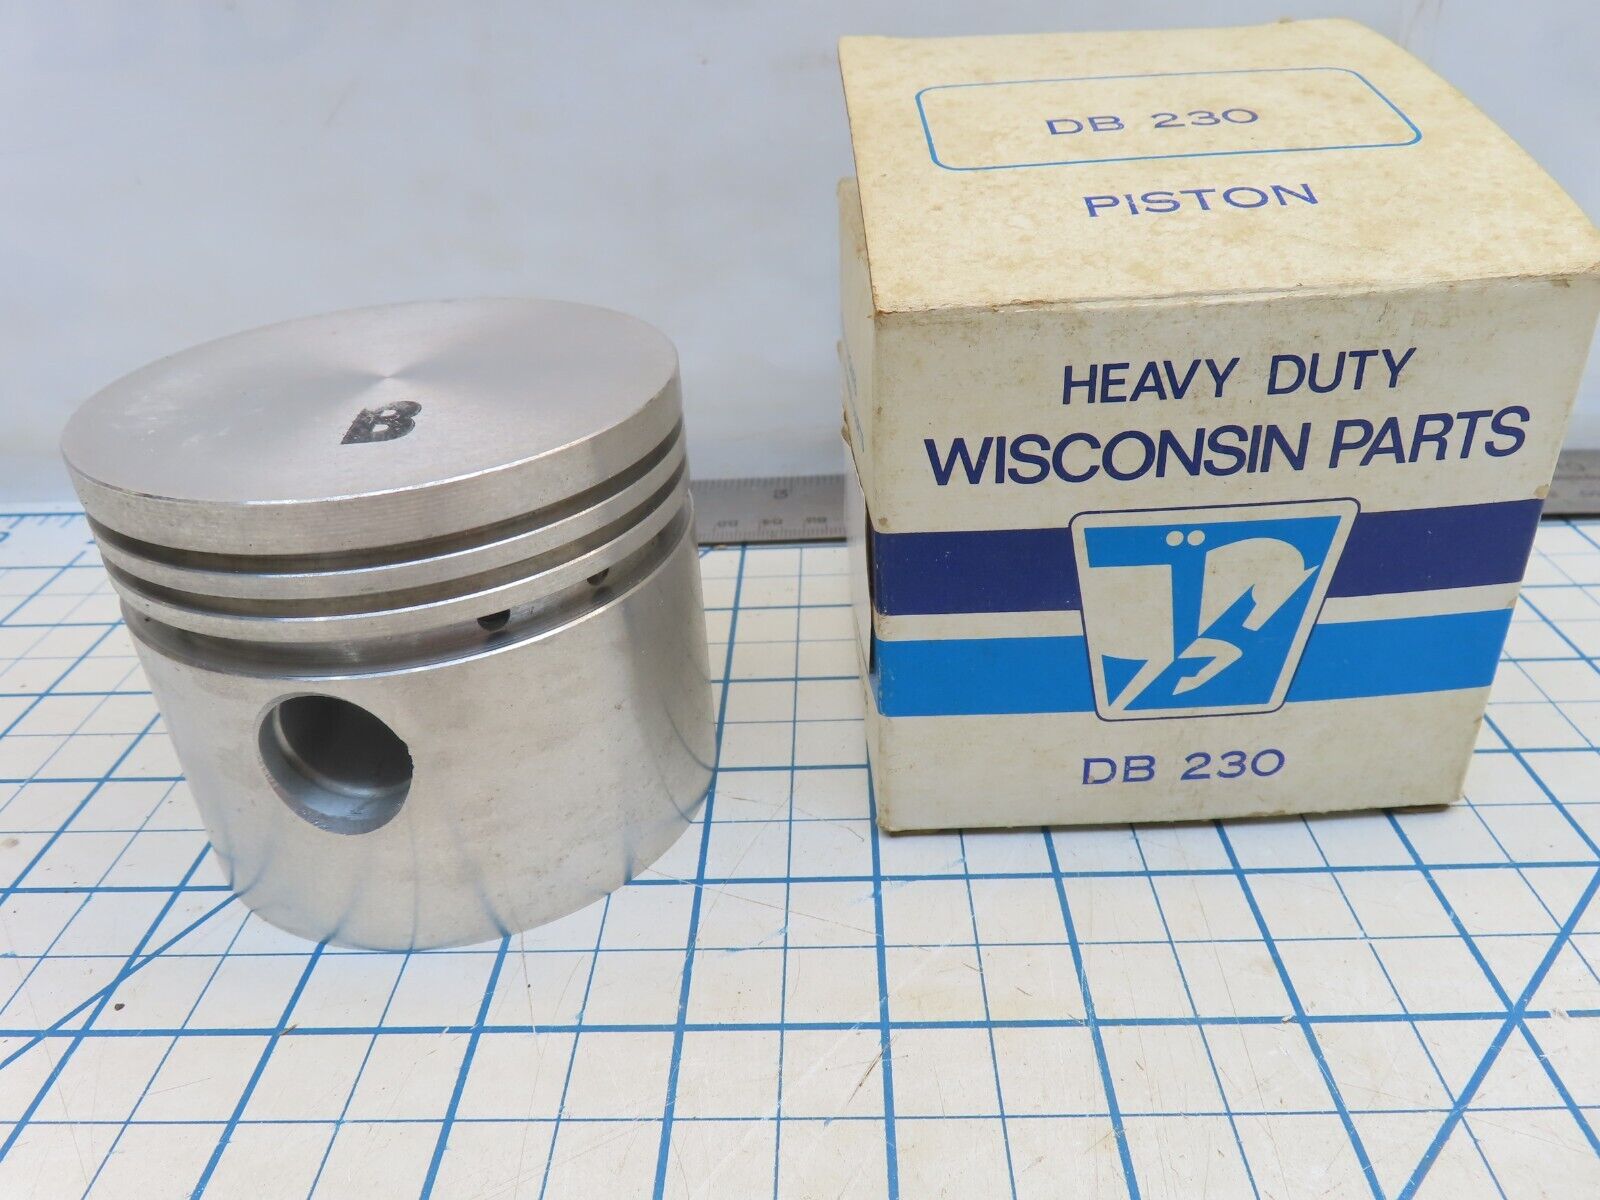 DB 230
PISTON
HEAVY DUTY
WISCONSIN PARTS
DB 230
B